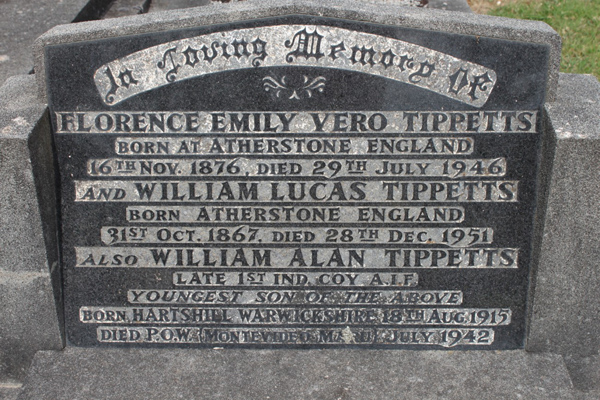 In Loving Memory Of
FLORENCE EMILY VERO TIPPETTS
BORN AT ATHERSTONE ENGLAND
16TH NOV. 1876, DIED 29TH JULY 1946
AND WILLIAM LUCAS TIPPETTS
BORN ATHERSTONE ENGLAND
31ST OCT. 1867, DIED 28TH DEC. 1951
ALSO WILLIAM ALAN TIPPETTS
LATE 1ST IND. COY A.I.F.
YOUNGEST SON OF THE ABOVE
BORN, HARTSHILL WARWICKSHIRE 18TH AUG. 1915
DIED P.O.W. MONTEVIDEO JULY 1942